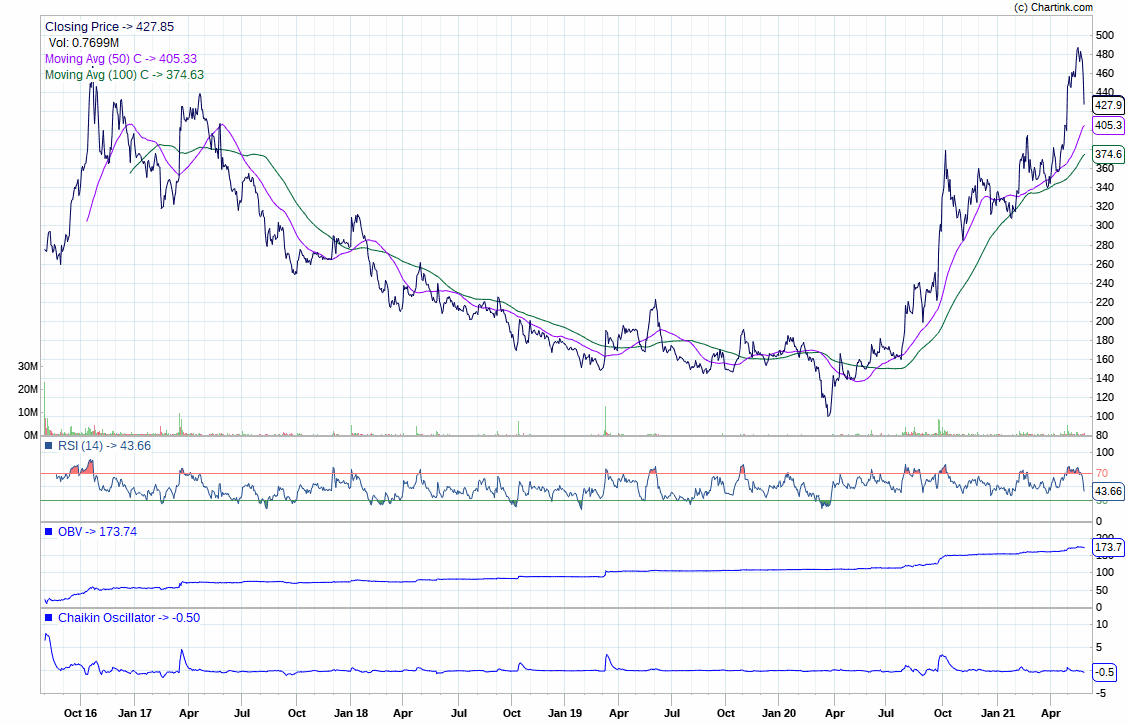 (c) Chartink.com
Closing Price -> 427.85
Vol: 0.7699M
Moving Avg (50) C -> 405.33
Moving Avg (100) C -> 374.63
500
480
460
440
427.9
405.3
374.6
360
340
320
300
280
260
240
220
200
180
160
140
120
100
80
30M
20M
10M
0M
RSI (14) -> 43.66
100
70
43.66
0
OBV -> 173.74
200
173.7
100
50
0
Chaikin Oscillator -> -0.50
10
5
-0.5
-5
Oct 16 Jan 17 Apr Jul Oct Jan 18 Apr Jul Oct Jan 19 Apr Jul Oct Jan 20 Apr Jul Oct Jan 21 Apr